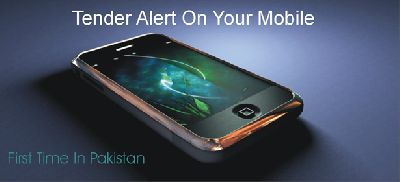 Tender Alert On Your Mobile
First Time In Pakistan